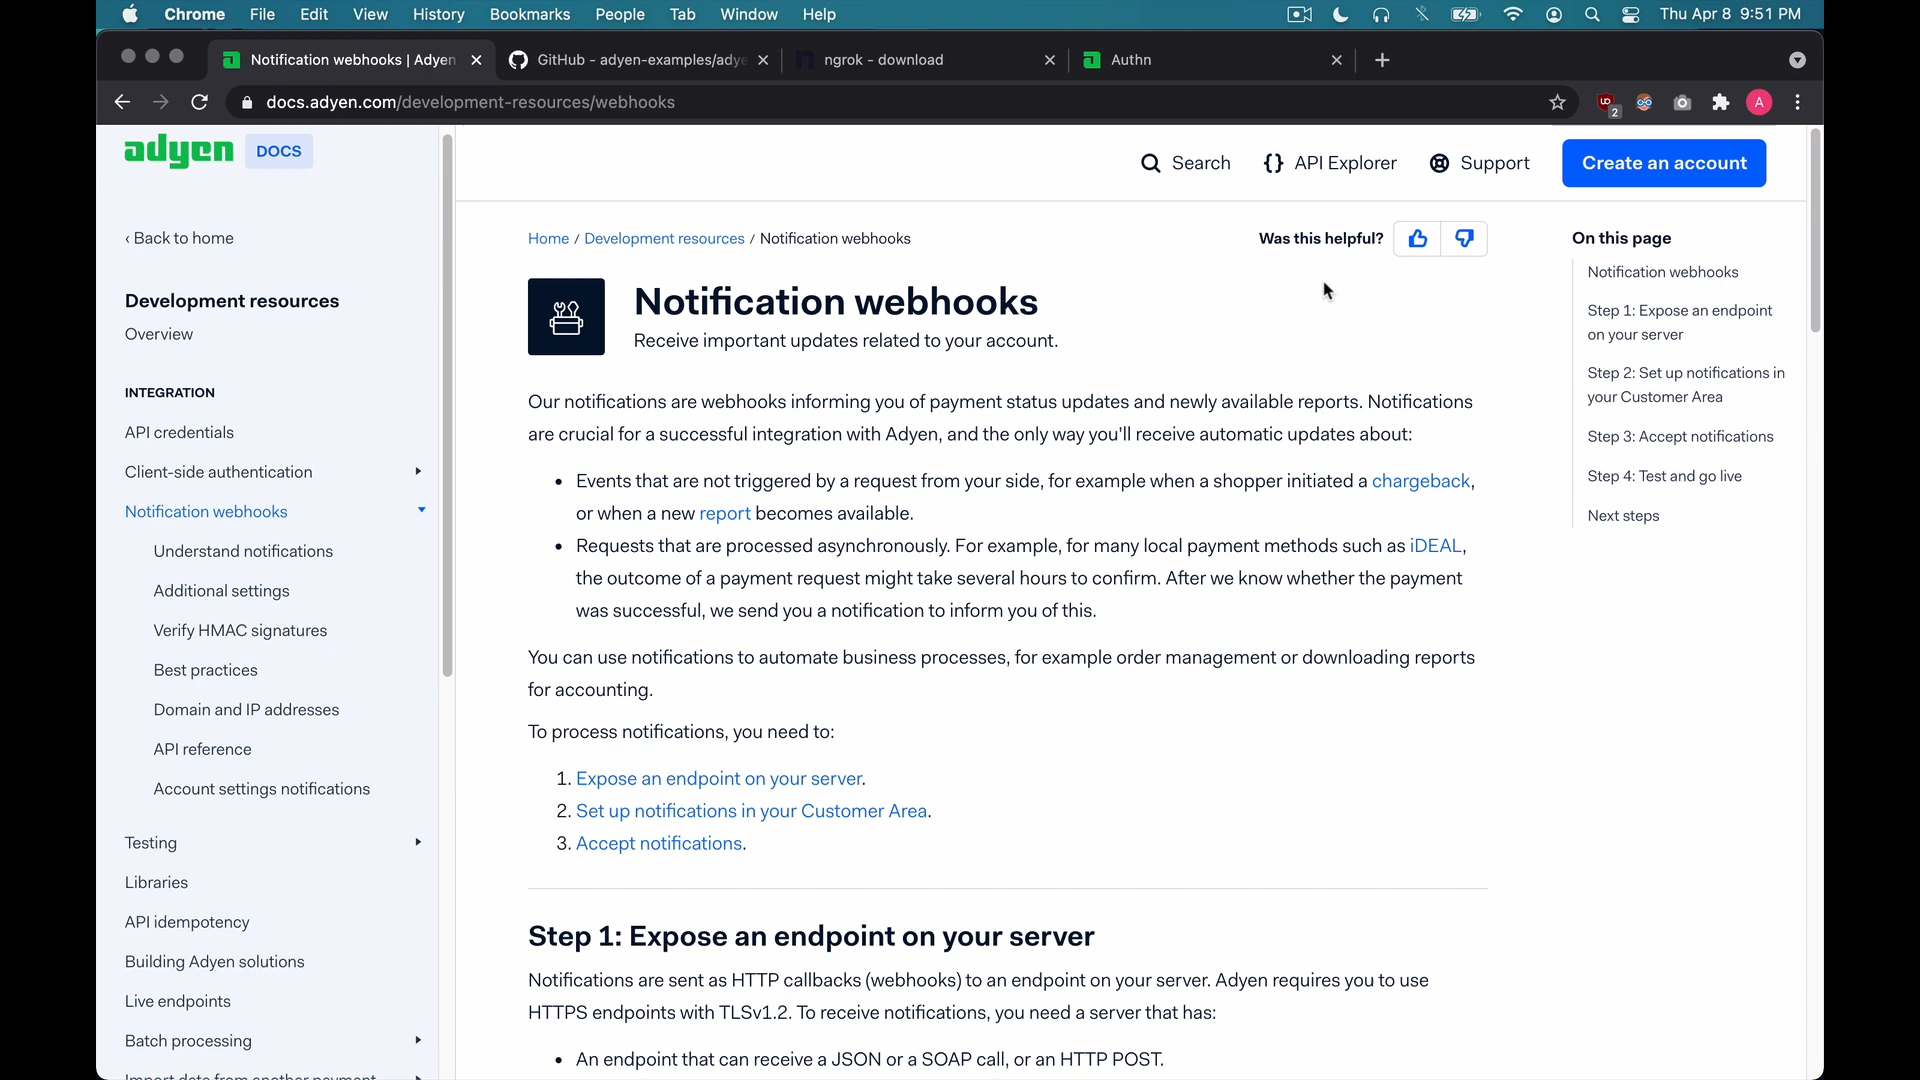 Chrome File Edit View History Bookmarks People Tab Window Help Thu Apr 8 9:51 PM
Notification webhooks | Adyen
GitHub - adyen-examples/adye
ngrok - download
Authn
docs.adyen.com/development-resources/webhooks
2
A
adyen DOCS
Search
{} API Explorer
Support
Create an account
‹ Back to home
Development resources
Overview
INTEGRATION
API credentials
Client-side authentication
Notification webhooks
Understand notifications
Additional settings
Verify HMAC signatures
Best practices
Domain and IP addresses
API reference
Account settings notifications
Testing
Libraries
API idempotency
Building Adyen solutions
Live endpoints
Batch processing
Import data from another payment
Home / Development resources / Notification webhooks
Was this helpful?
Notification webhooks
Receive important updates related to your account.
Our notifications are webhooks informing you of payment status updates and newly available reports. Notifications
are crucial for a successful integration with Adyen, and the only way you'll receive automatic updates about:
• Events that are not triggered by a request from your side, for example when a shopper initiated a chargeback,
or when a new report becomes available.
• Requests that are processed asynchronously. For example, for many local payment methods such as iDEAL,
the outcome of a payment request might take several hours to confirm. After we know whether the payment
was successful, we send you a notification to inform you of this.
You can use notifications to automate business processes, for example order management or downloading reports
for accounting.
To process notifications, you need to:
1. Expose an endpoint on your server.
2. Set up notifications in your Customer Area.
3. Accept notifications.
Step 1: Expose an endpoint on your server
Notifications are sent as HTTP callbacks (webhooks) to an endpoint on your server. Adyen requires you to use
HTTPS endpoints with TLSv1.2. To receive notifications, you need a server that has:
• An endpoint that can receive a JSON or a SOAP call, or an HTTP POST.
On this page
Notification webhooks
Step 1: Expose an endpoint
on your server
Step 2: Set up notifications in
your Customer Area
Step 3: Accept notifications
Step 4: Test and go live
Next steps